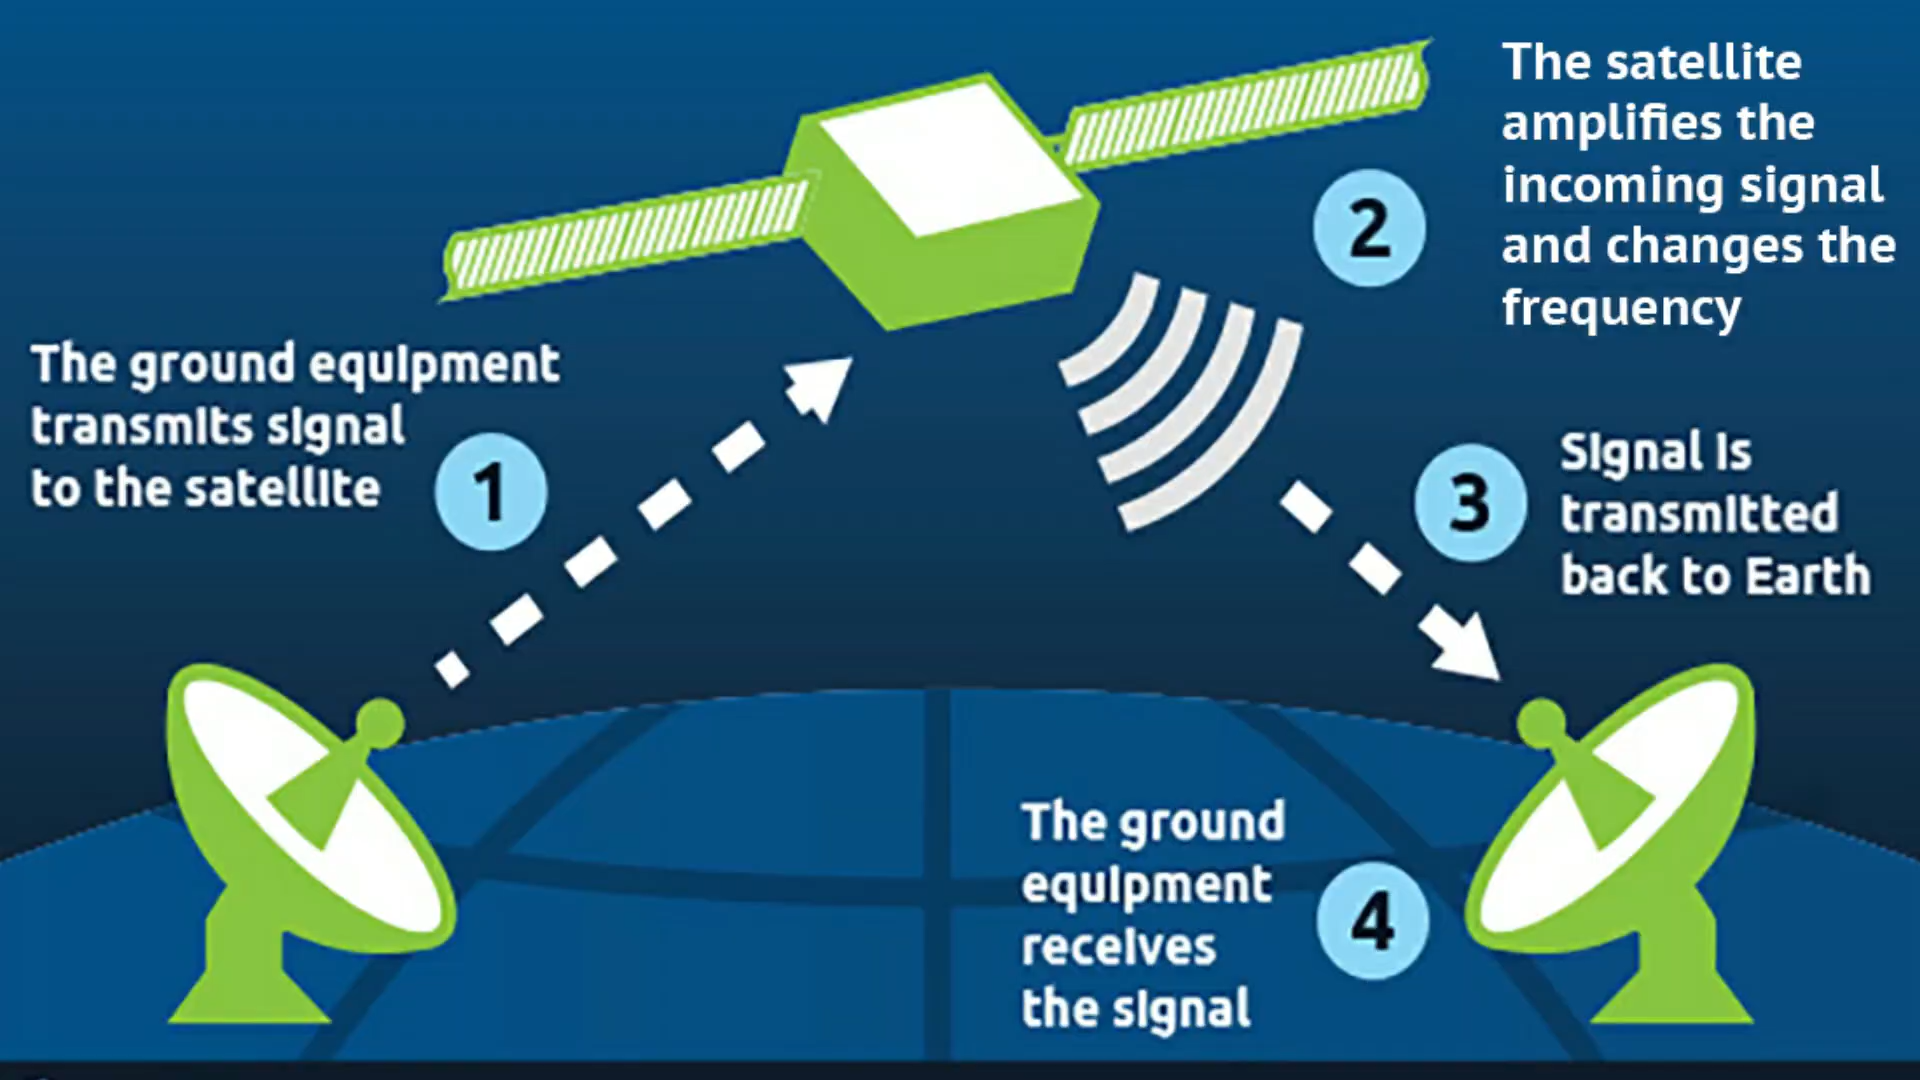 The ground equipment
transmits signal
to the satellite
1
2
The satellite
amplifies the
incoming signal
and changes the
frequency
3
Signal is
transmitted
back to Earth
The ground
equipment
receives
the signal
4